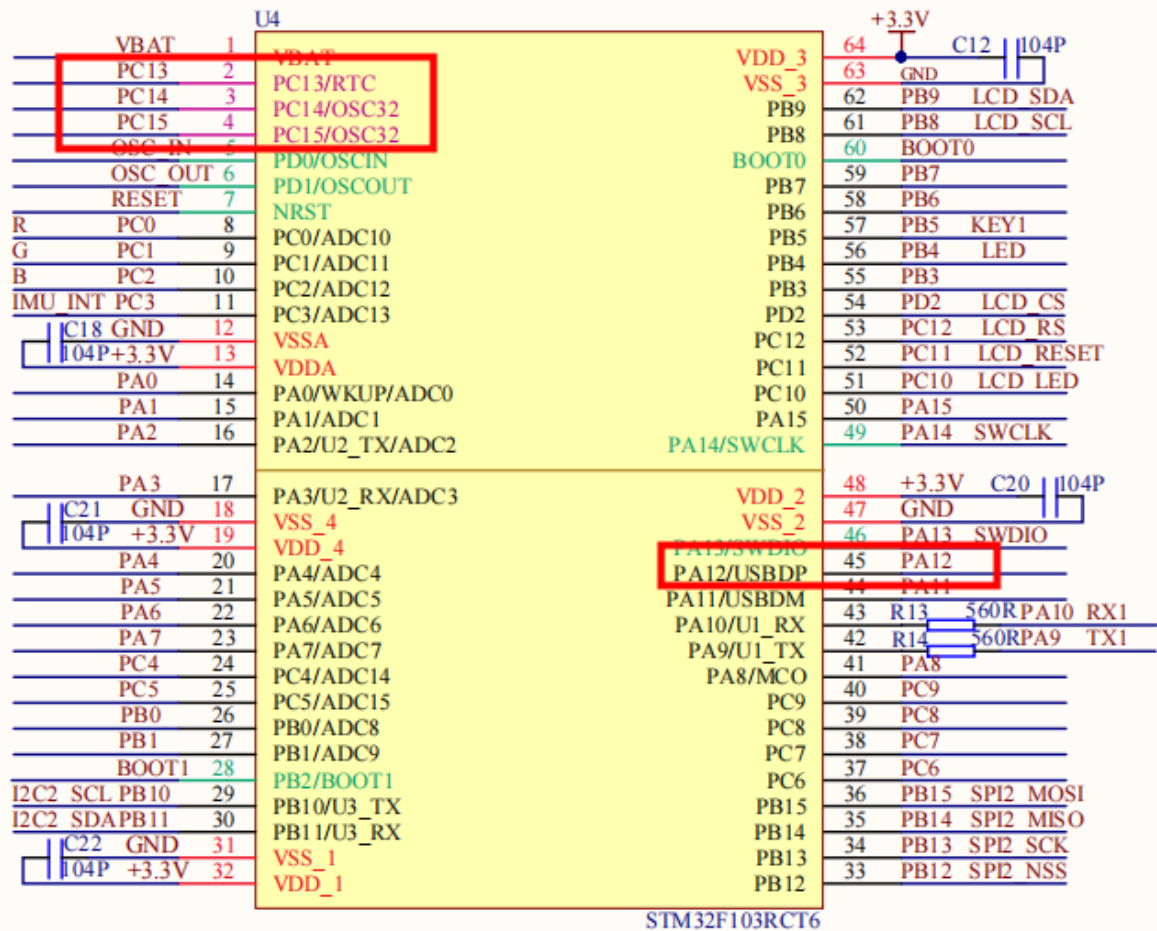 U4
+3.3V
VBAT 1 VBAT VDD_3 64 C12 104P
PC13 2 PC13/RTC VSS_3 63 GND
PC14 3 PC14/OSC32 PB9 62 PB9 LCD_SDA
PC15 4 PC15/OSC32 PB8 61 PB8 LCD_SCL
OSC_IN 5 PD0/OSCIN BOOT0 60 BOOT0
OSC_OUT 6 PD1/OSCOUT PB7 59 PB7
RESET 7 NRST PB6 58 PB6
R PC0 8 PC0/ADC10 PB5 57 PB5 KEY1
G PC1 9 PC1/ADC11 PB4 56 PB4 LED
B PC2 10 PC2/ADC12 PB3 55 PB3
IMU_INT PC3 11 PC3/ADC13 PD2 54 PD2 LCD_CS
C18 GND 12 VSSA PC12 53 PC12 LCD_RS
104P +3.3V 13 VDDA PC11 52 PC11 LCD_RESET
PA0 14 PA0/WKUP/ADC0 PC10 51 PC10 LCD_LED
PA1 15 PA1/ADC1 PA15 50 PA15
PA2 16 PA2/U2_TX/ADC2 PA14/SWCLK 49 PA14 SWCLK
PA3 17 PA3/U2_RX/ADC3 VDD_2 48 +3.3V C20 104P
C21 GND 18 VSS_4 VSS_2 47 GND
104P +3.3V 19 VDD_4 PA13/SWDIO 46 PA13 SWDIO
PA4 20 PA4/ADC4 PA12/USBDP 45 PA12
PA5 21 PA5/ADC5 PA11/USBDM 44 PA11
PA6 22 PA6/ADC6 PA10/U1_RX 43 R13 560R PA10 RX1
PA7 23 PA7/ADC7 PA9/U1_TX 42 R14 560R PA9 TX1
PC4 24 PC4/ADC14 PA8/MCO 41 PA8
PC5 25 PC5/ADC15 PC9 40 PC9
PB0 26 PB0/ADC8 PC8 39 PC8
PB1 27 PB1/ADC9 PC7 38 PC7
BOOT1 28 PB2/BOOT1 PC6 37 PC6
I2C2_SCL PB10 29 PB10/U3_TX PB15 36 PB15 SPI2_MOSI
I2C2_SDA PB11 30 PB11/U3_RX PB14 35 PB14 SPI2_MISO
C22 GND 31 VSS_1 PB13 34 PB13 SPI2_SCK
104P +3.3V 32 VDD_1 PB12 33 PB12 SPI2_NSS
STM32F103RCT6